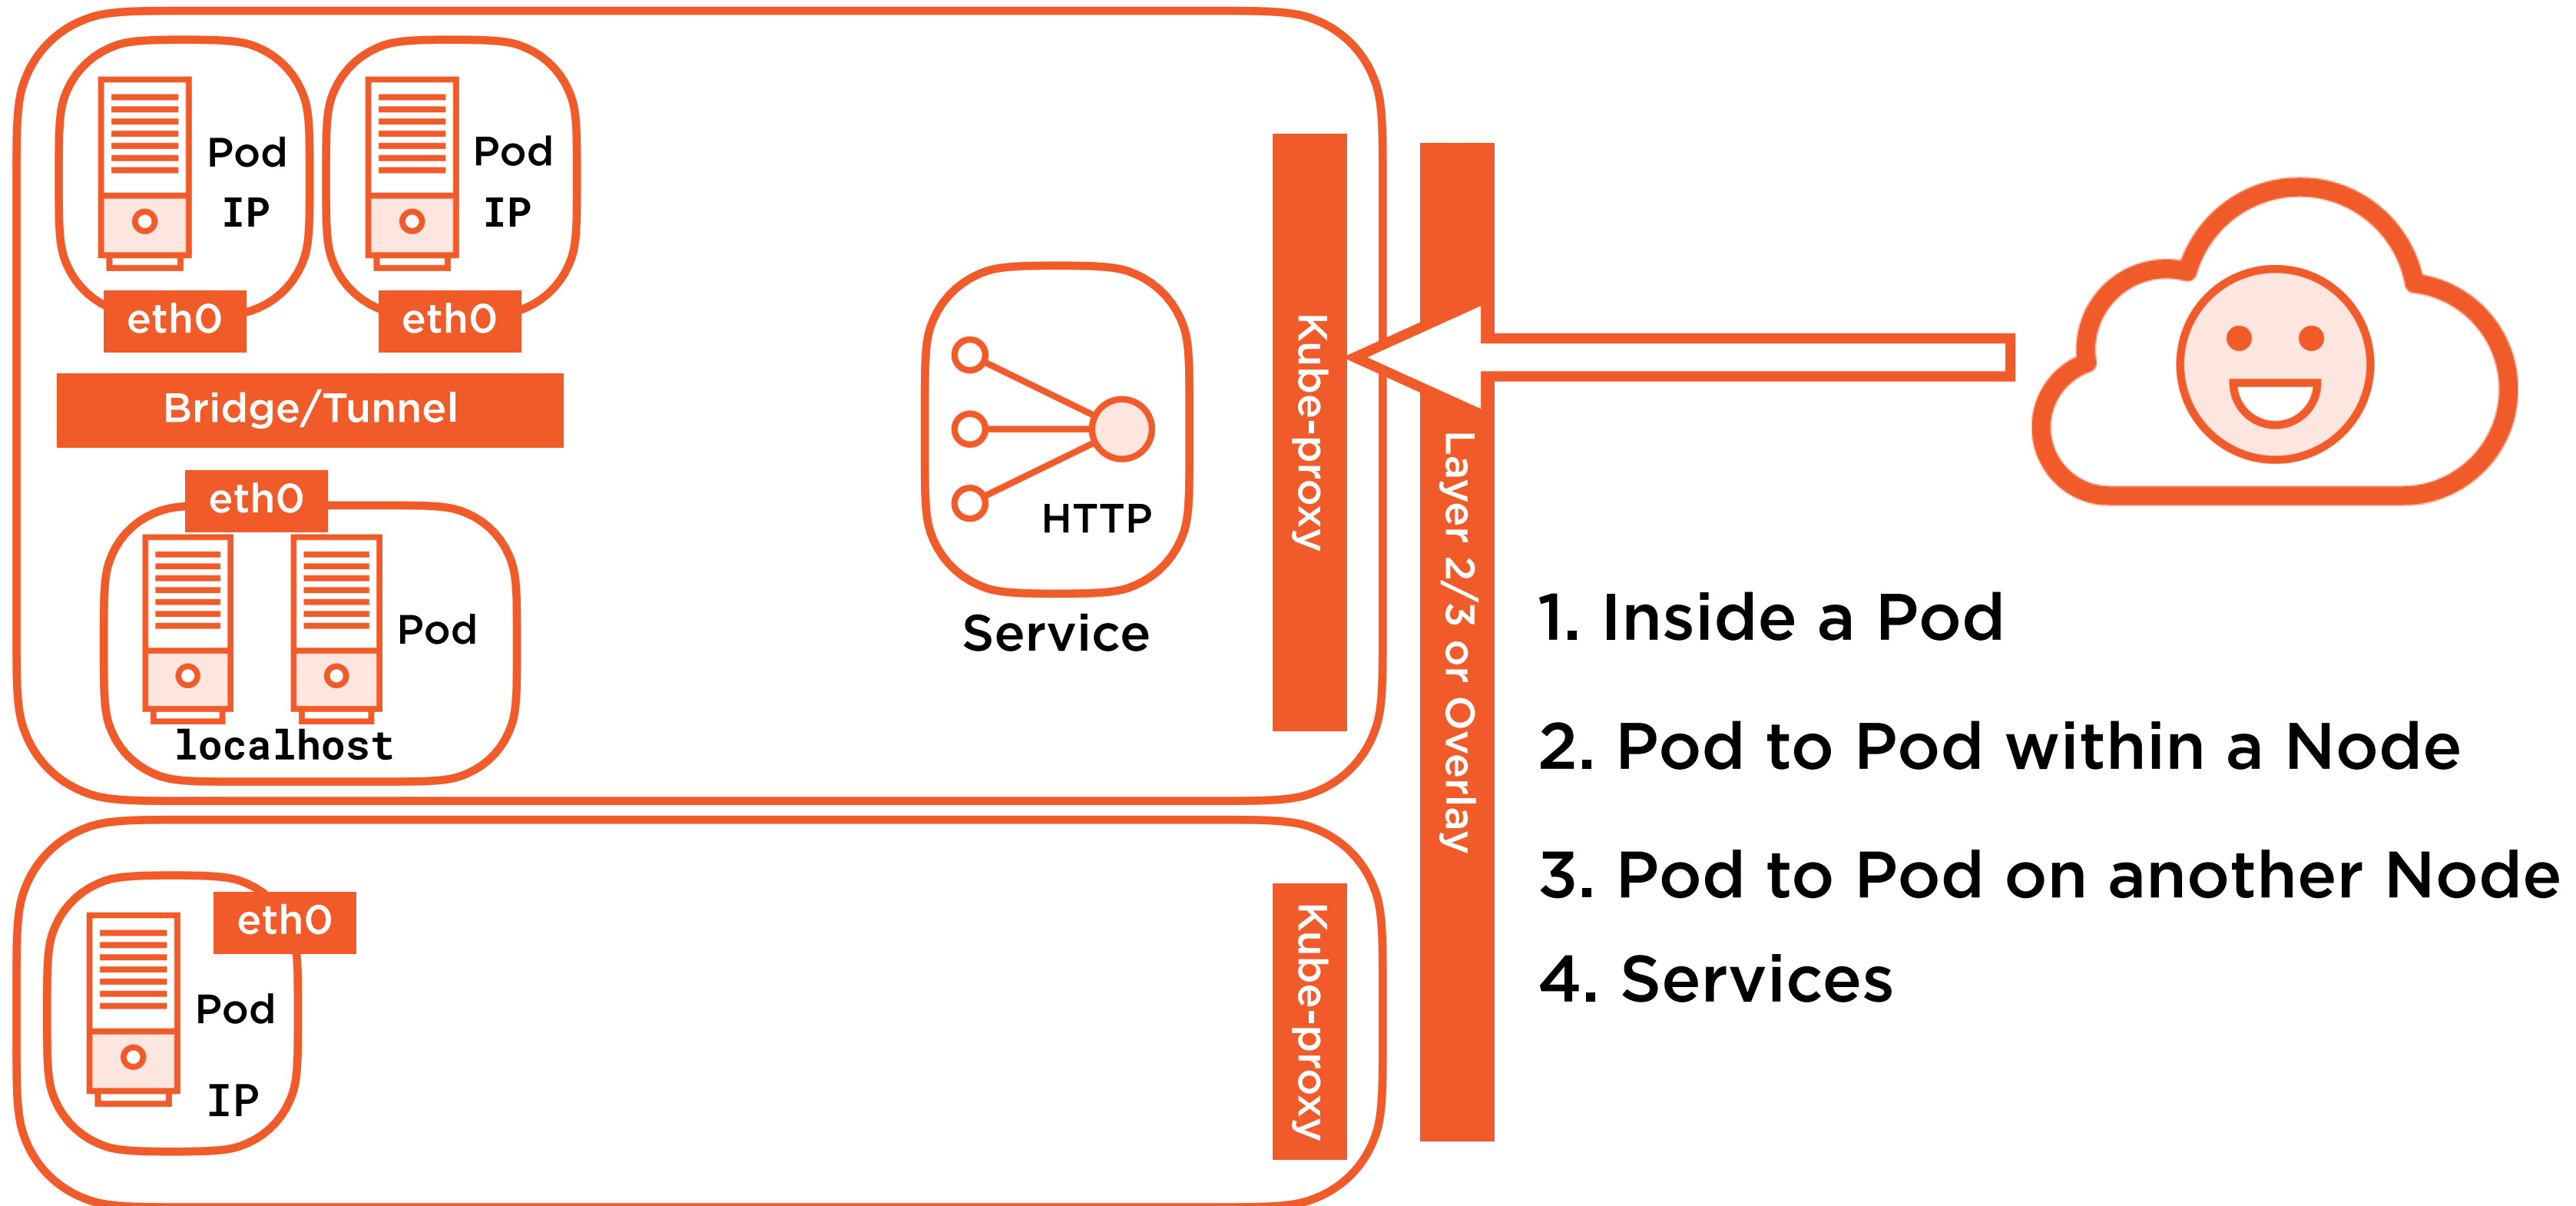 Pod
IP
Pod
IP
eth0
eth0
Bridge/Tunnel
eth0
Pod
localhost
HTTP
Service
Kube-proxy
Layer 2/3 or Overlay
1. Inside a Pod
2. Pod to Pod within a Node
3. Pod to Pod on another Node
4. Services
eth0
Pod
IP
Kube-proxy